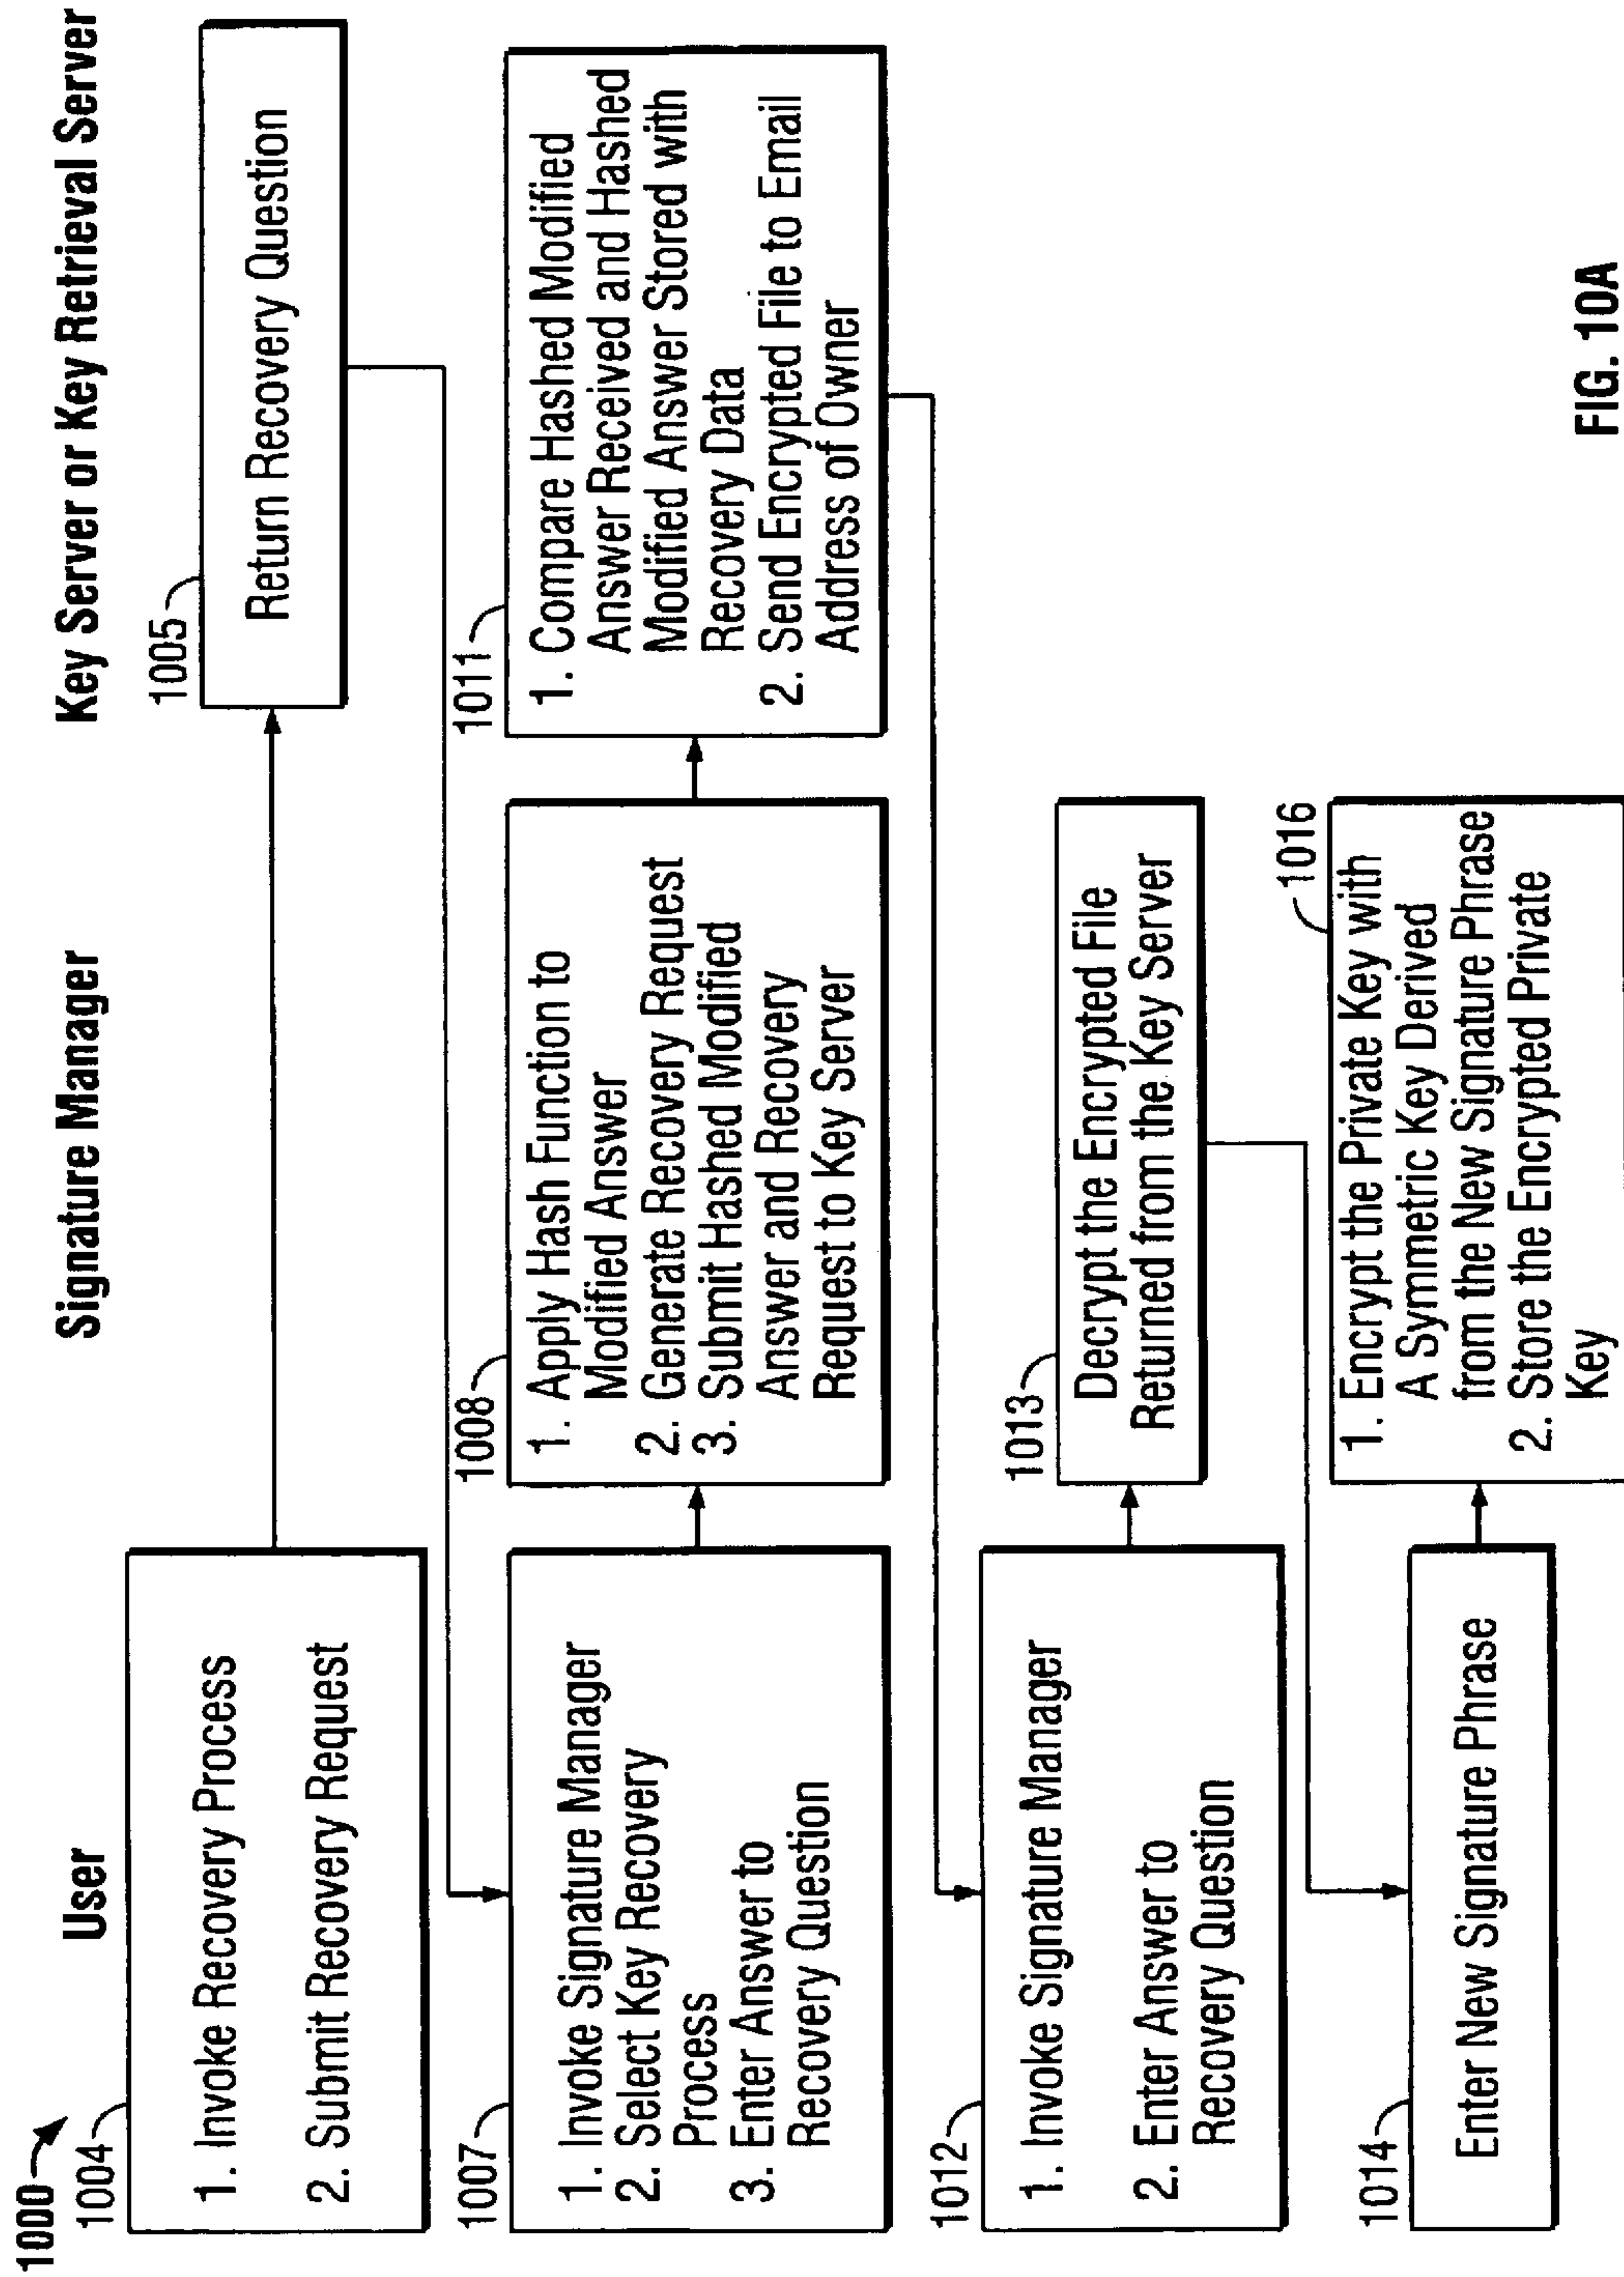 1000
User
Signature Manager
Key Server or Key Retrieval Server
1004
1. Invoke Recovery Process
2. Submit Recovery Request
1005
Return Recovery Question
1007
1. Invoke Signature Manager
2. Select Key Recovery
Process
3. Enter Answer to
Recovery Question
1008
1. Apply Hash Function to
Modified Answer
2. Generate Recovery Request
3. Submit Hashed Modified
Answer and Recovery
Request to Key Server
1011
1. Compare Hashed Modified
Answer Received and Hashed
Modified Answer Stored with
Recovery Data
2. Send Encrypted File to Email
Address of Owner
1012
1. Invoke Signature Manager
2. Enter Answer to
Recovery Question
1013
Decrypt the Encrypted File
Returned from the Key Server
1014
Enter New Signature Phrase
1016
1. Encrypt the Private Key with
A Symmetric Key Derived
from the New Signature Phrase
2. Store the Encrypted Private
Key
FIG. 10A